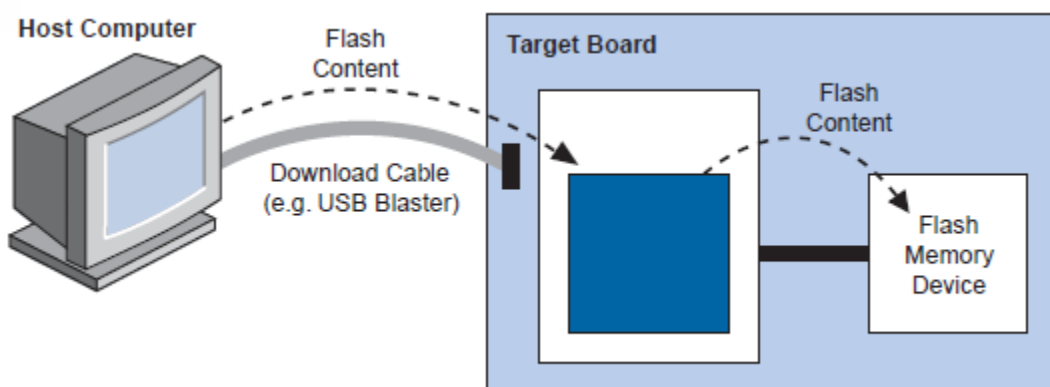 Host Computer
Flash
Content
Download Cable
(e.g. USB Blaster)
Target Board
Flash
Content
Flash
Memory
Device